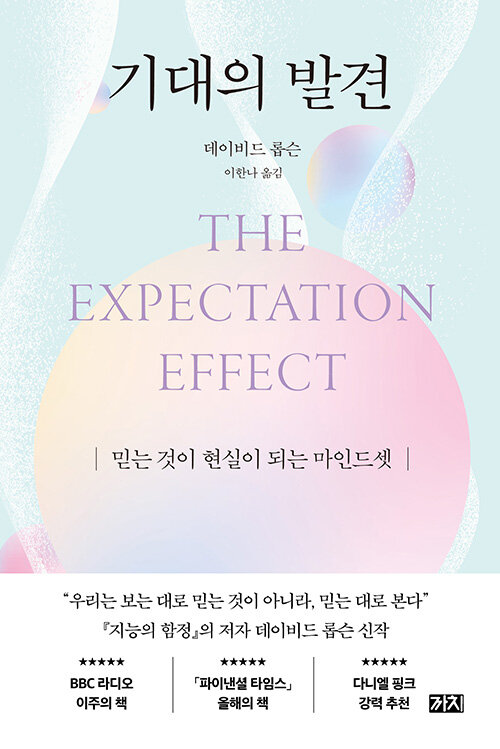 기대의 발견
데이비드 롭슨
이한나 옮김
THE
EXPECTATION
EFFECT
| 믿는 것이 현실이 되는 마인드셋 |
“우리는 보는 대로 믿는 것이 아니라, 믿는 대로 본다”
『지능의 함정』의 저자 데이비드 롭슨 신작
★★★★★
BBC 라디오
이주의 책
★★★★★
「파이낸셜 타임스」
올해의 책
★★★★★
다니엘 핑크
강력 추천
까치